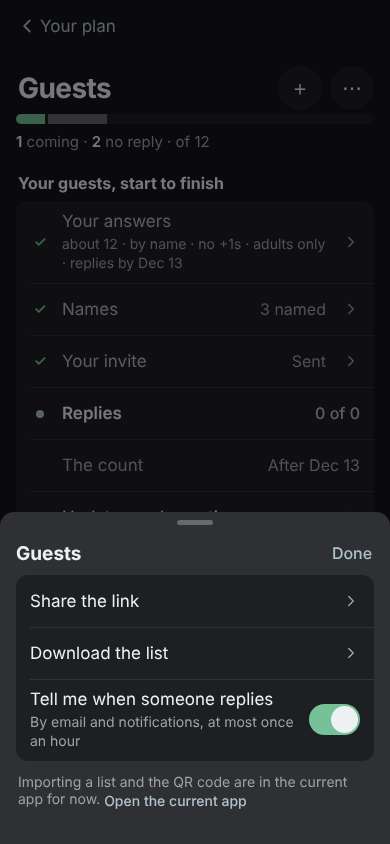 Your plan
Guests
1 coming · 2 no reply · of 12
Your guests, start to finish
Your answers
about 12 · by name · no +1s · adults only
· replies by Dec 13
Names 3 named
Your invite Sent
Replies 0 of 0
The count After Dec 13
Guests Done
Share the link
Download the list
Tell me when someone replies
By email and notifications, at most once
an hour
Importing a list and the QR code are in the current
app for now. Open the current app